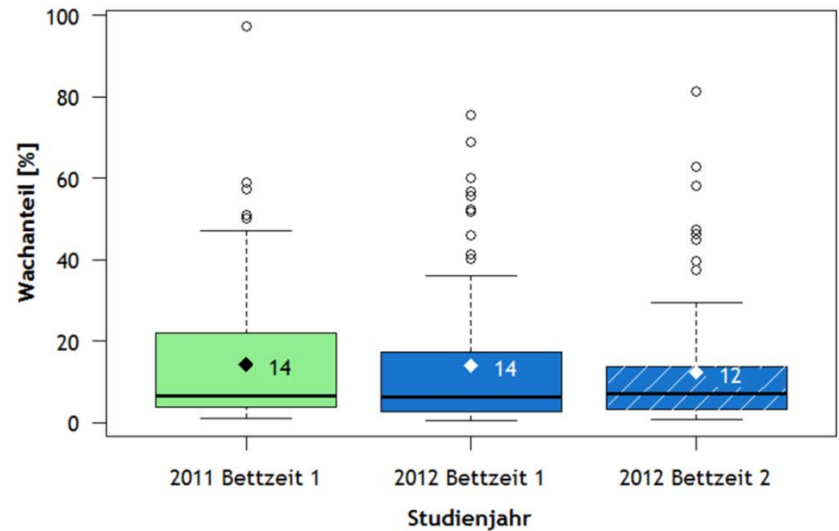 100
80
60
40
20
0
Wachanteil [%]
14
14
12
2011 Bettzeit 1
2012 Bettzeit 1
2012 Bettzeit 2
Studienjahr